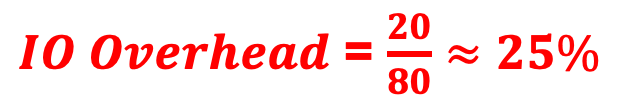 IO Overhead = 20/80 ≈ 25%